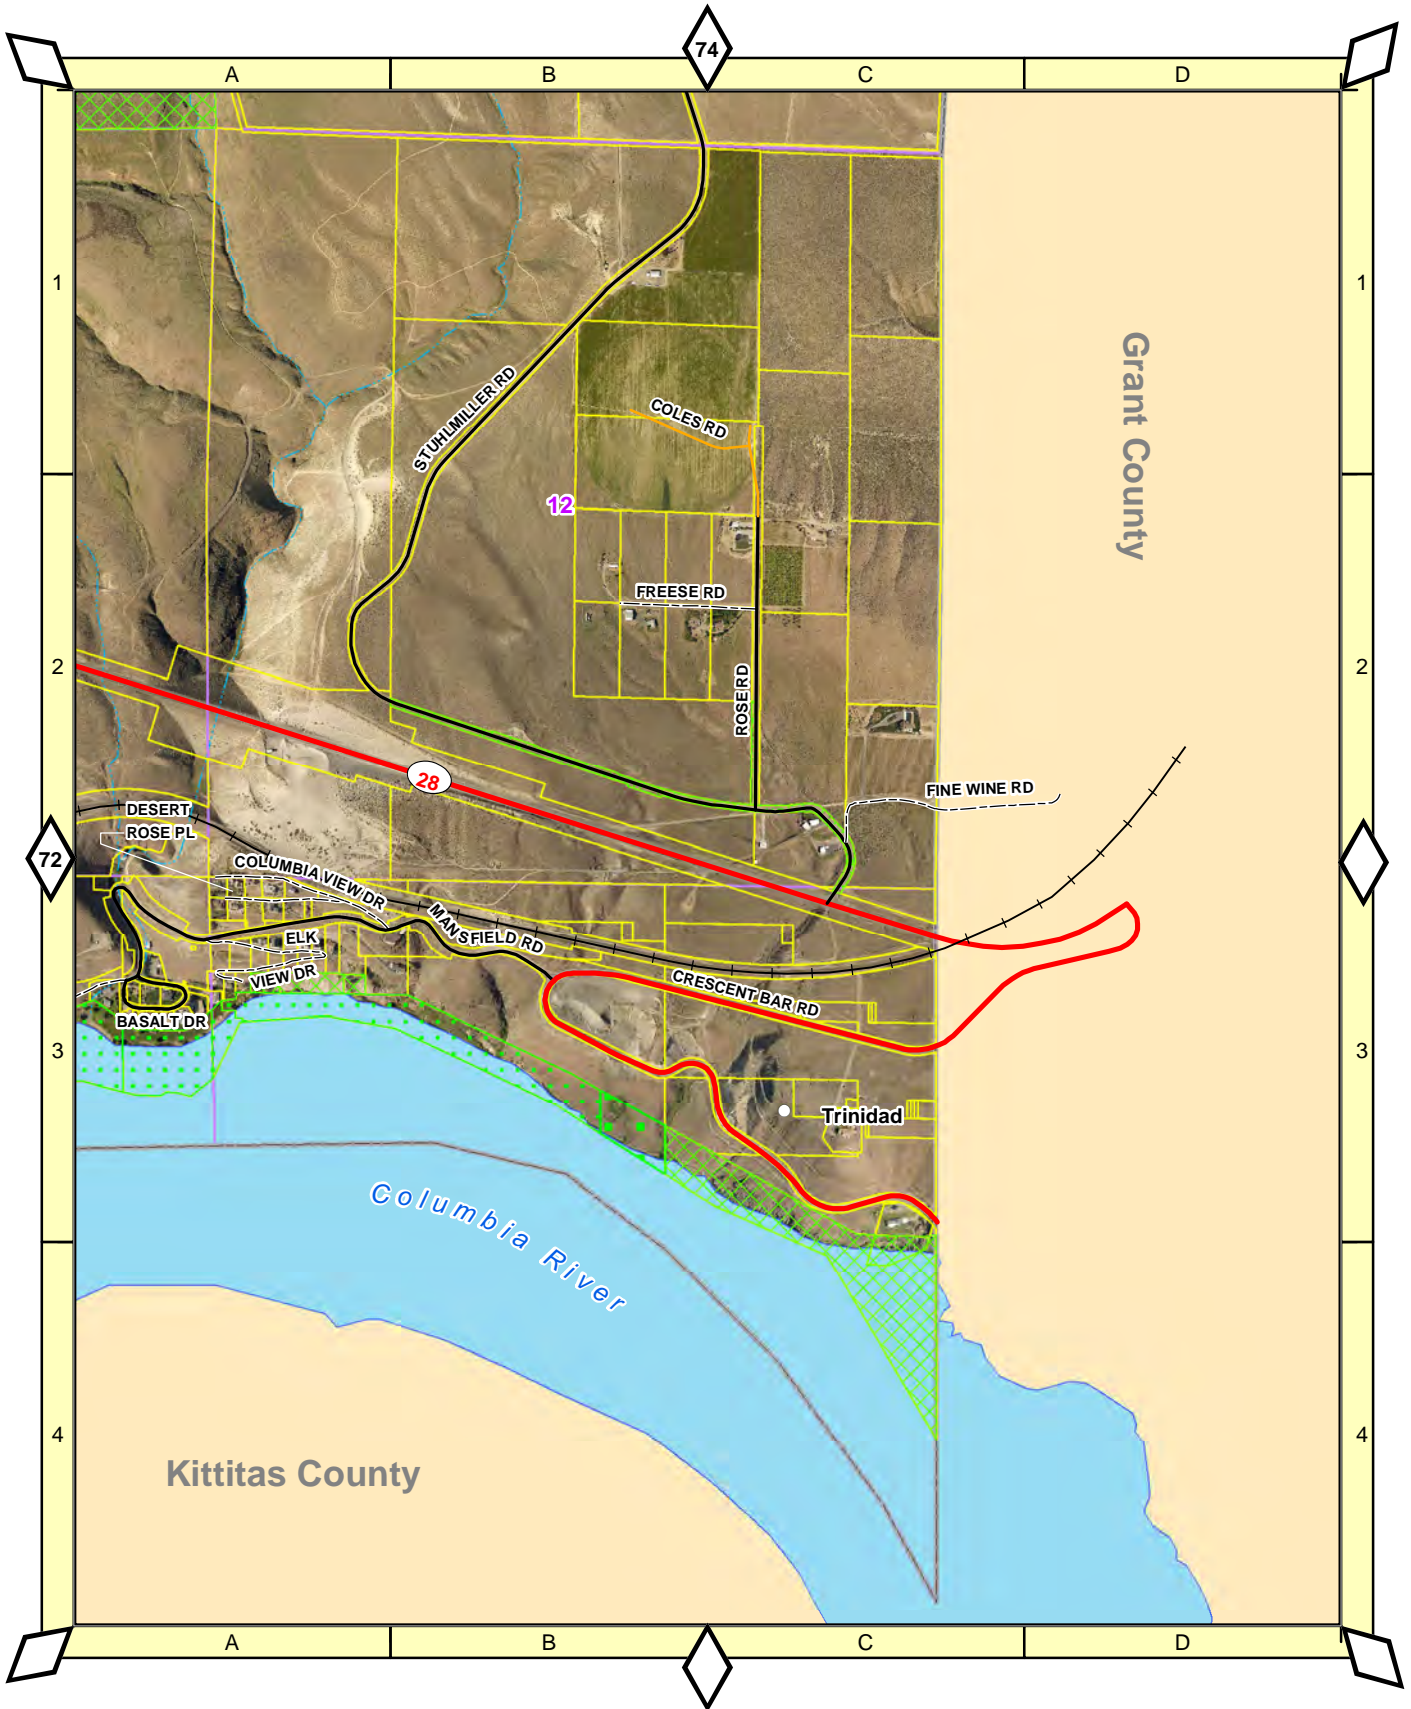 74
A B C D
1 1
Grant County
STUHLMILLER RD
COLES RD
12
FREESE RD
2 2
ROSE RD
28
FINE WINE RD
DESERT
ROSE PL
72
COLUMBIA VIEW DR
MANSFIELD RD
ELK
VIEW DR
CRESCENT BAR RD
BASALT DR
3 3
Trinidad
Columbia River
4 4
Kittitas County
A B C D